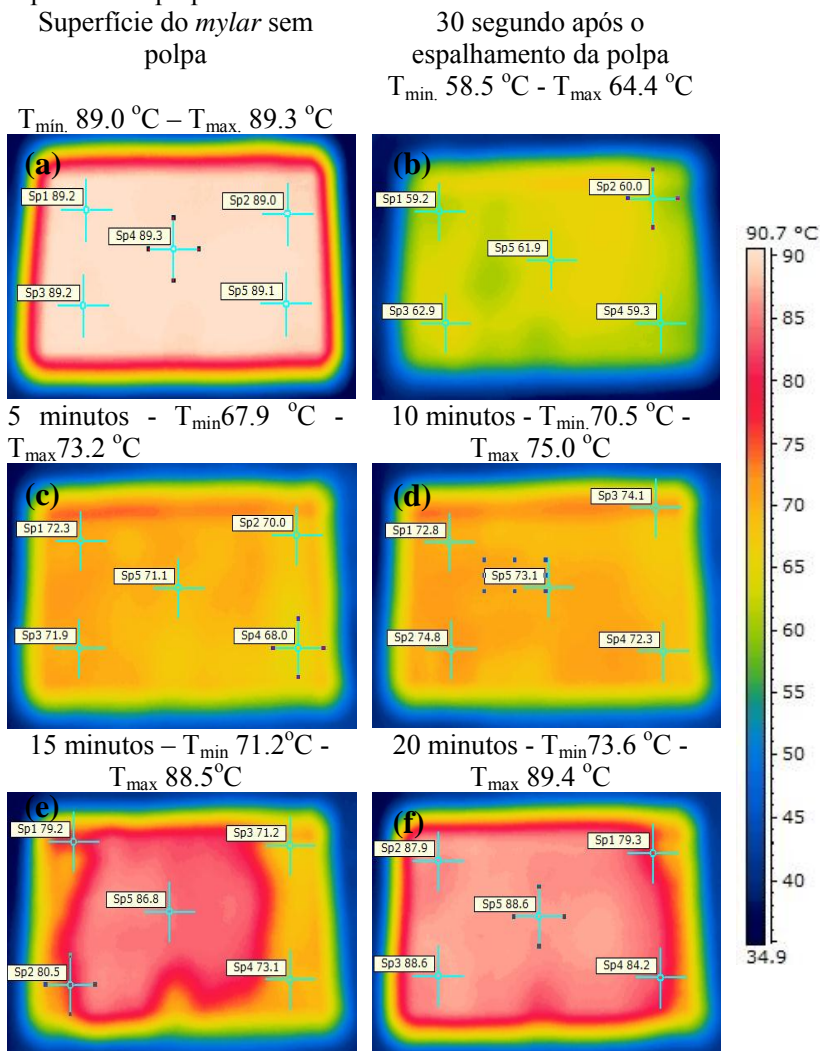 Superfície do mylar sem
polpa
T_mín. 89.0 °C – T_max. 89.3 °C
30 segundo após o
espalhamento da polpa
T_min. 58.5 °C - T_max 64.4 °C
(a)
Sp1 89.2
Sp2 89.0
Sp4 89.3
Sp3 89.2
Sp5 89.1
(b)
Sp1 59.2
Sp2 60.0
Sp5 61.9
Sp3 62.9
Sp4 59.3
5 minutos - T_min67.9 °C -
T_max73.2 °C
10 minutos - T_min.70.5 °C -
T_max 75.0 °C
(c)
Sp1 72.3
Sp2 70.0
Sp5 71.1
Sp3 71.9
Sp4 68.0
(d)
Sp3 74.1
Sp1 72.8
Sp5 73.1
Sp2 74.8
Sp4 72.3
15 minutos – T_min 71.2°C -
T_max 88.5°C
20 minutos - T_min73.6 °C -
T_max 89.4 °C
(e)
Sp1 79.2
Sp3 71.2
Sp5 86.8
Sp2 80.5
Sp4 73.1
(f)
Sp2 87.9
Sp1 79.3
Sp5 88.6
Sp3 88.6
Sp4 84.2
90.7 °C
90
85
80
75
70
65
60
55
50
45
40
34.9